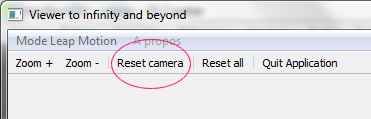 Viewer to infinity and beyond
Mode Leap Motion A propos
Zoom + Zoom - Reset camera Reset all Quit Application